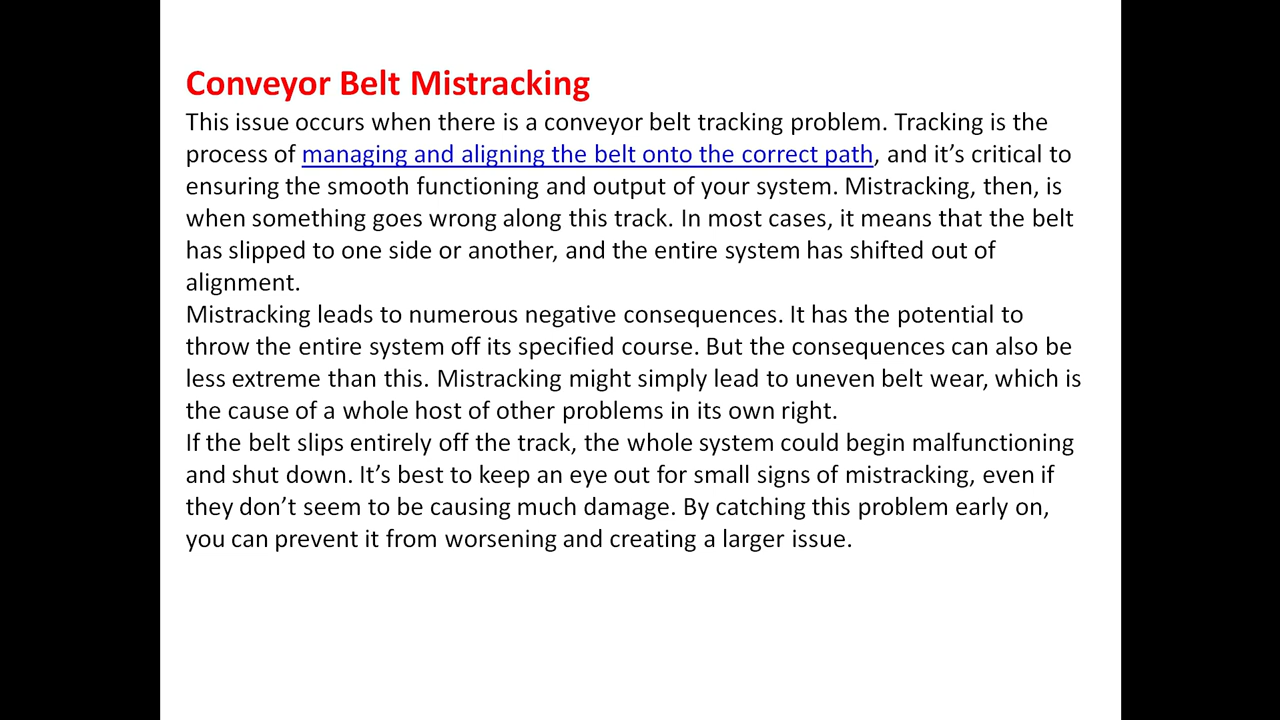 Conveyor Belt Mistracking
This issue occurs when there is a conveyor belt tracking problem. Tracking is the
process of managing and aligning the belt onto the correct path, and it’s critical to
ensuring the smooth functioning and output of your system. Mistracking, then, is
when something goes wrong along this track. In most cases, it means that the belt
has slipped to one side or another, and the entire system has shifted out of
alignment.
Mistracking leads to numerous negative consequences. It has the potential to
throw the entire system off its specified course. But the consequences can also be
less extreme than this. Mistracking might simply lead to uneven belt wear, which is
the cause of a whole host of other problems in its own right.
If the belt slips entirely off the track, the whole system could begin malfunctioning
and shut down. It’s best to keep an eye out for small signs of mistracking, even if
they don’t seem to be causing much damage. By catching this problem early on,
you can prevent it from worsening and creating a larger issue.